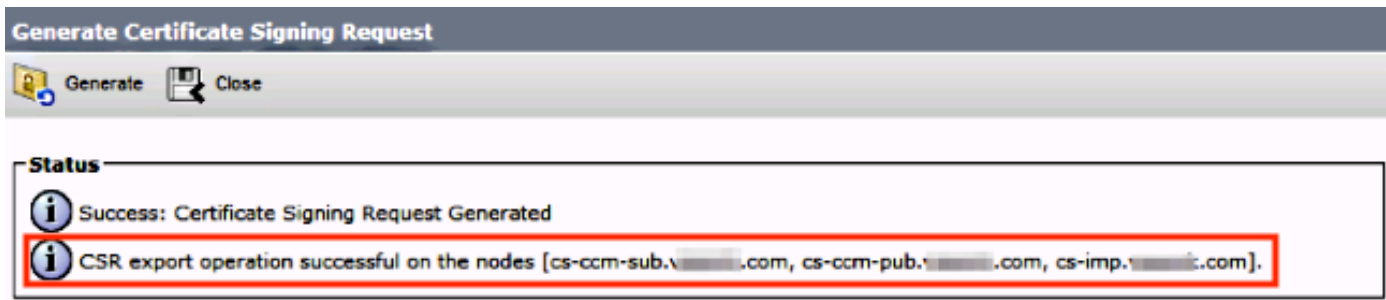 Generate Certificate Signing Request
Generate Close
Status
Success: Certificate Signing Request Generated
CSR export operation successful on the nodes [cs-ccm-sub. .com, cs-ccm-pub. .com, cs-imp. .com].